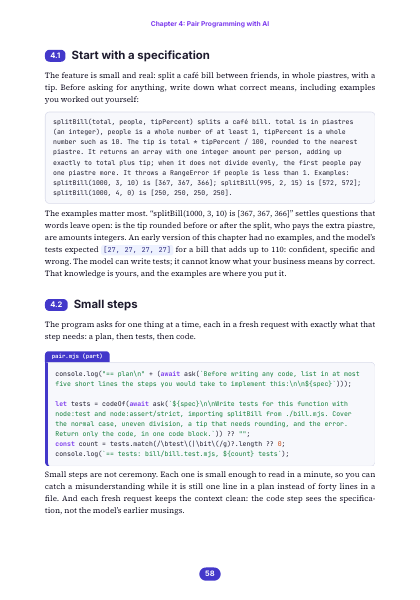 Chapter 4: Pair Programming with AI
4.1 Start with a specification
The feature is small and real: split a café bill between friends, in whole piastres, with a
tip. Before asking for anything, write down what correct means, including examples
you worked out yourself:
splitBill(total, people, tipPercent) splits a café bill. total is in piastres
(an integer), people is a whole number of at least 1, tipPercent is a whole
number such as 10. The tip is total * tipPercent / 100, rounded to the nearest
piastre. It returns an array with one integer amount per person, adding up
exactly to total plus tip; when it does not divide evenly, the first people pay
one piastre more. It throws a RangeError if people is less than 1. Examples:
splitBill(1000, 3, 10) is [367, 367, 366]; splitBill(995, 2, 15) is [572, 572];
splitBill(1000, 4, 0) is [250, 250, 250, 250].
The examples matter most. “splitBill(1000, 3, 10) is [367, 367, 366]” settles questions that
words leave open: is the tip rounded before or after the split, who pays the extra piastre,
are amounts integers. An early version of this chapter had no examples, and the model’s
tests expected [27, 27, 27, 27] for a bill that adds up to 110: confident, specific and
wrong. The model can write tests; it cannot know what your business means by correct.
That knowledge is yours, and the examples are where you put it.
4.2 Small steps
The program asks for one thing at a time, each in a fresh request with exactly what that
step needs: a plan, then tests, then code.
pair.mjs (part)
console.log("== plan\n" + (await ask(`Before writing any code, list in at most
five short lines the steps you would take to implement this:\n\n${spec}`)));
let tests = codeOf(await ask(`${spec}\n\nWrite tests for this function with
node:test and node:assert/strict, importing splitBill from ./bill.mjs. Cover
the normal case, uneven division, a tip that needs rounding, and the error.
Return only the code, in one code block.`)) ?? "";
const count = tests.match(/\btest\(|\bit\(/g)?.length ?? 0;
console.log(`== tests: bill/bill.test.mjs, ${count} tests`);
Small steps are not ceremony. Each one is small enough to read in a minute, so you can
catch a misunderstanding while it is still one line in a plan instead of forty lines in a
file. And each fresh request keeps the context clean: the code step sees the specifica-
tion, not the model’s earlier musings.
58